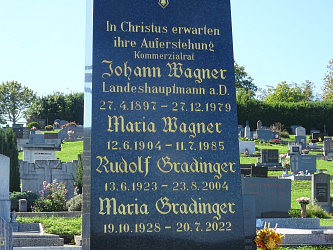 In Christus erwarten
ihre Auferstehung
Kommerzialrat
Johann Wagner
Landeshauptmann a.D.
27.4.1897 - 27.12.1979
Maria Wagner
12.6.1904 - 11.7.1985
Rudolf Gradinger
13.6.1923 - 23.8.2004
Maria Gradinger
19.10.1928 - 20.7.2022